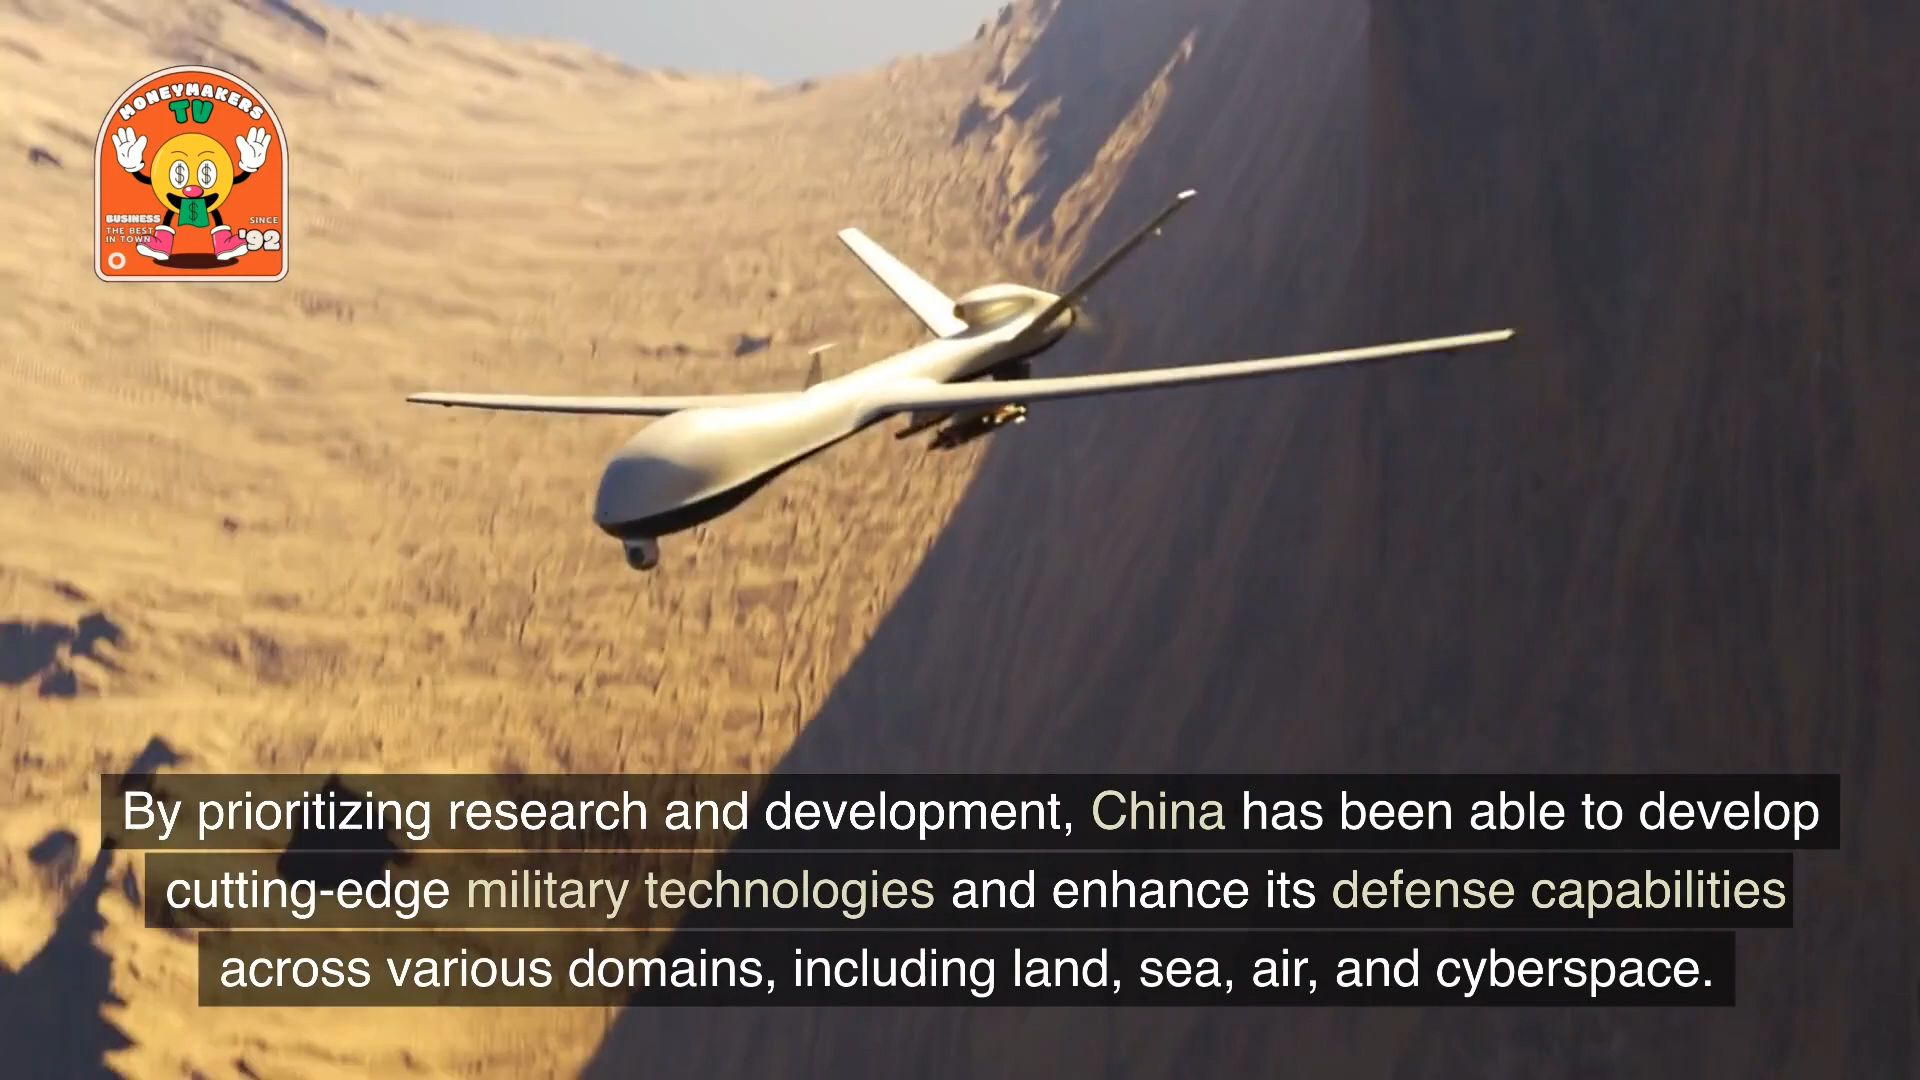 MONEYMAKERS
TV
BUSINESS
THE BEST
IN TOWN
SINCE
'92
By prioritizing research and development, China has been able to develop
cutting-edge military technologies and enhance its defense capabilities
across various domains, including land, sea, air, and cyberspace.